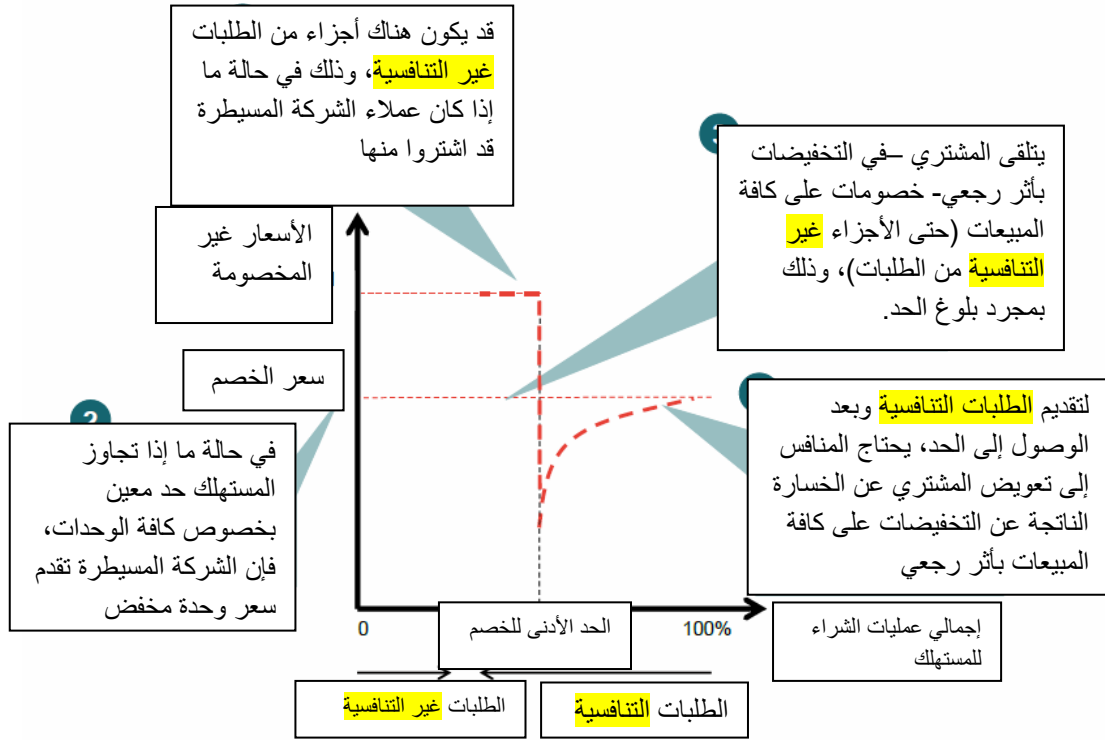 قد يكون هناك أجزاء من الطلبات
غير التنافسية، وذلك في حالة ما
إذا كان عملاء الشركة المسيطرة
قد اشتروا منها
يتلقى المشتري –في التخفيضات
بأثر رجعي- خصومات على كافة
المبيعات (حتى الأجزاء غير
التنافسية من الطلبات)، وذلك
بمجرد بلوغ الحد.
الأسعار غير
المخصومة
سعر الخصم
2
في حالة ما إذا تجاوز
المستهلك حد معين
بخصوص كافة الوحدات،
فإن الشركة المسيطرة تقدم
سعر وحدة مخفض
لتقديم الطلبات التنافسية وبعد
الوصول إلى الحد، يحتاج المنافس
إلى تعويض المشتري عن الخسارة
الناتجة عن التخفيضات على كافة
المبيعات بأثر رجعي
0
الحد الأدنى للخصم
100%
إجمالي عمليات الشراء
للمستهلك
الطلبات غير التنافسية
الطلبات التنافسية